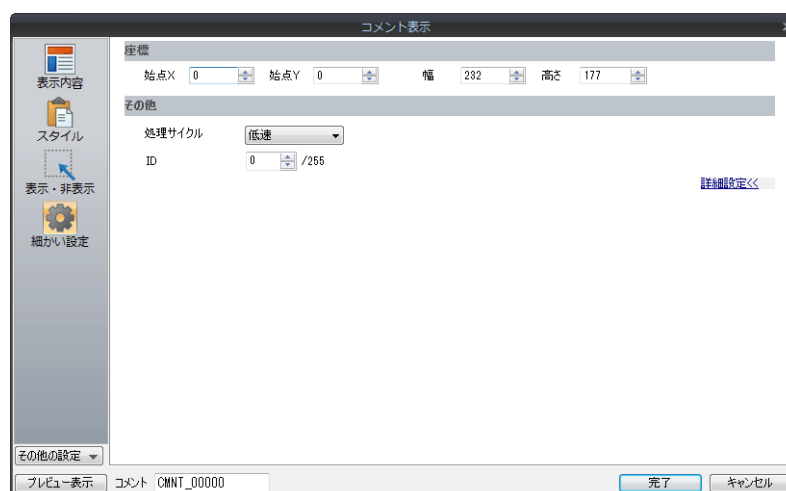 コメント表示
表示内容
スタイル
表示・非表示
細かい設定
座標
始点X 0 始点Y 0 幅 232 高さ 177
その他
処理サイクル 低速
ID 0 /255
詳細設定<<
その他の設定
プレビュー表示 コメント CMNT_00000 完了 キャンセル